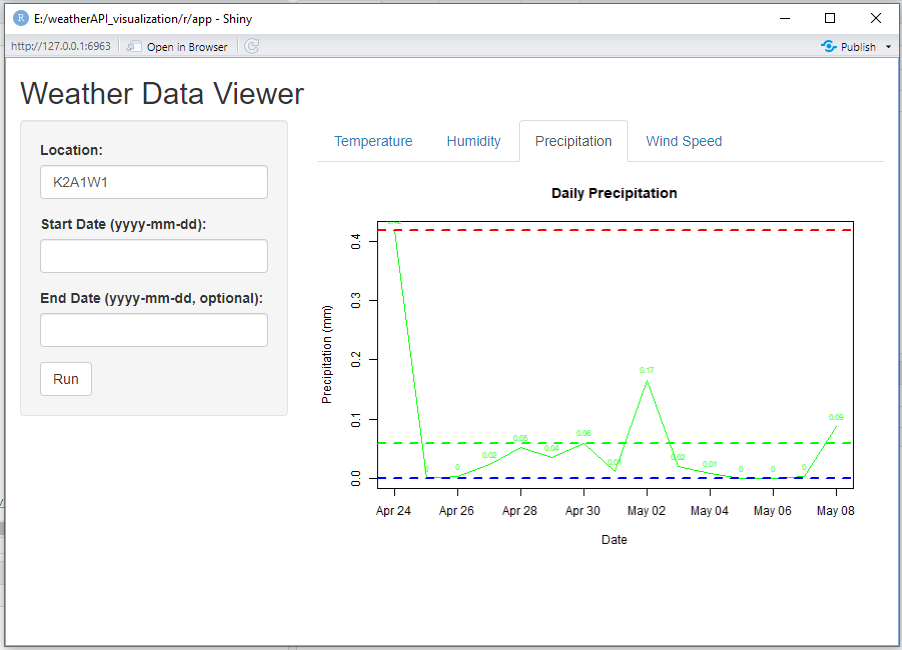 E:/weatherAPI_visualization/r/app - Shiny
http://127.0.0.1:6963 Open in Browser Publish
Weather Data Viewer
Location:
K2A1W1
Start Date (yyyy-mm-dd):
End Date (yyyy-mm-dd, optional):
Run
Temperature Humidity Precipitation Wind Speed
Daily Precipitation
Precipitation (mm)
0.4
0.3
0.2
0.1
0.0
0 0 0.02 0.05 0.04 0.06 0.01 0.17 0.02 0.01 0 0 0 0.09
Apr 24 Apr 26 Apr 28 Apr 30 May 02 May 04 May 06 May 08
Date